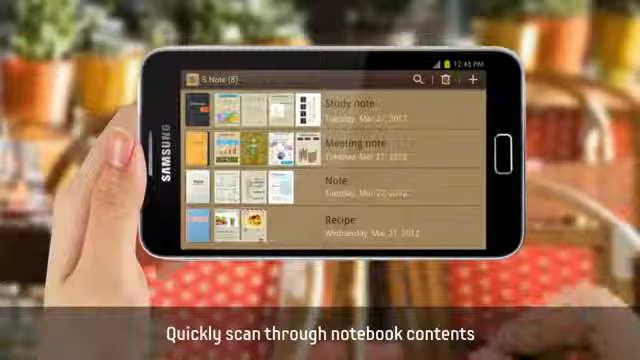 12:45 PM
S Note (8)
Study note
Tuesday, Mar 27, 2012
Meeting note
Tuesday, Mar 27, 2012
Note
Tuesday, Mar 27, 2012
Recipe
Wednesday, Mar 21, 2012
SAMSUNG
Quickly scan through notebook contents